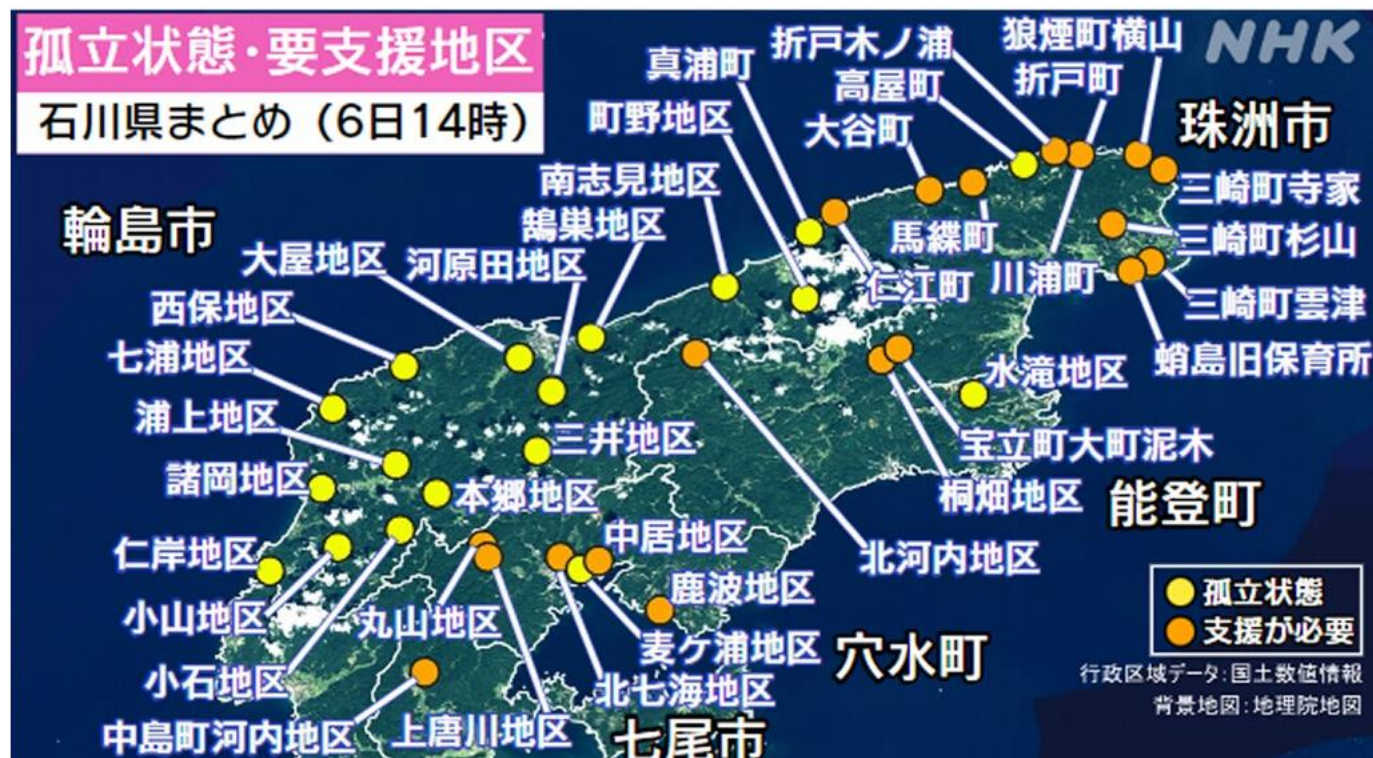 孤立状態・要支援地区
石川県まとめ（6日14時）
NHK
折戸木ノ浦
狼煙町横山
真浦町
高屋町
折戸町
町野地区
大谷町
珠洲市
南志見地区
三崎町寺家
輪島市
鵠巣地区
馬緤町
三崎町杉山
大屋地区
河原田地区
仁江町
川浦町
西保地区
三崎町雲津
七浦地区
水滝地区
蛸島旧保育所
浦上地区
三井地区
宝立町大町泥木
諸岡地区
本郷地区
桐畑地区
能登町
仁岸地区
中居地区
北河内地区
鹿波地区
孤立状態
小山地区
丸山地区
支援が必要
麦ケ浦地区
穴水町
小石地区
北七海地区
行政区域データ:国土数値情報
背景地図:地理院地図
中島町河内地区
上唐川地区
七尾市